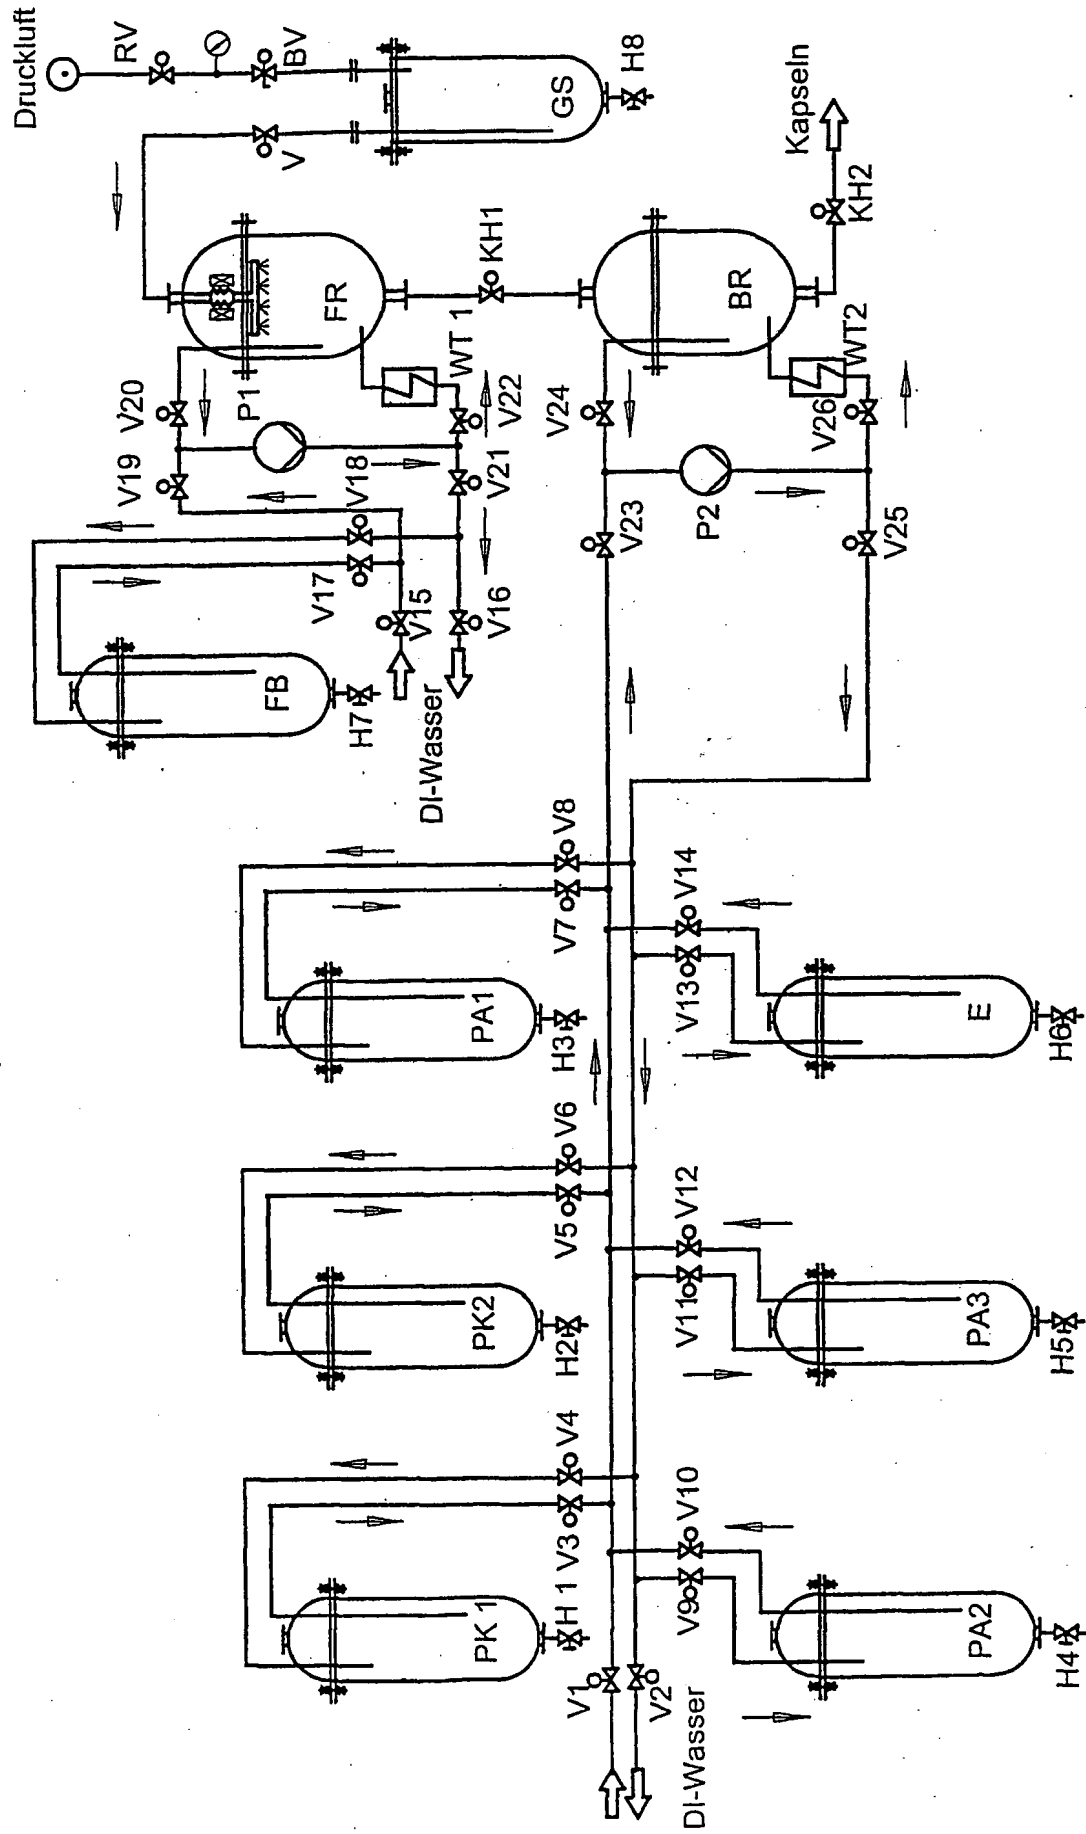 Druckluft
RV
BV
V
GS
H8
V20
P1
FR
WT 1
KH1
V19
V18
V22
V21
V17
V15
V16
FB
H7
DI-Wasser
Kapseln
KH2
BR
WT2
V24
V26
V23
P2
V25
V8
V7
PA1
H3
V14
V13
E
H6
V6
V5
PK2
H2
V12
V11
PA3
H5
V4
V3
PK 1
H 1
V10
V9
PA2
H4
V1
V2
DI-Wasser